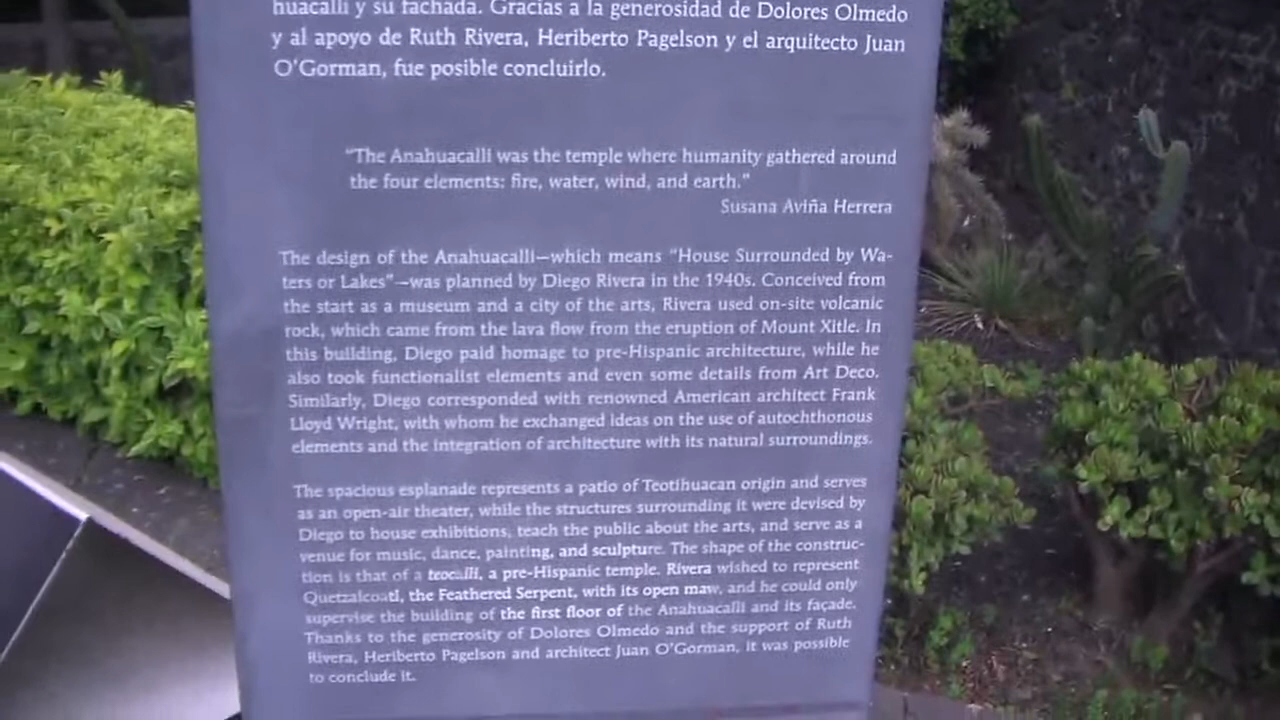 huacalli y su fachada. Gracias a la generosidad de Dolores Olmedo
y al apoyo de Ruth Rivera, Heriberto Pagelson y el arquitecto Juan
O'Gorman, fue posible concluirlo.
"The Anahuacalli was the temple where humanity gathered around
the four elements: fire, water, wind, and earth."
Susana Aviña Herrera
The design of the Anahuacalli—which means "House Surrounded by Wa-
ters or Lakes"—was planned by Diego Rivera in the 1940s. Conceived from
the start as a museum and a city of the arts, Rivera used on-site volcanic
rock, which came from the lava flow from the eruption of Mount Xitle. In
this building, Diego paid homage to pre-Hispanic architecture, while he
also took functionalist elements and even some details from Art Deco.
Similarly, Diego corresponded with renowned American architect Frank
Lloyd Wright, with whom he exchanged ideas on the use of autochthonous
elements and the integration of architecture with its natural surroundings.
The spacious esplanade represents a patio of Teotihuacan origin and serves
as an open-air theater, while the structures surrounding it were devised by
Diego to house exhibitions, teach the public about the arts, and serve as a
venue for music, dance, painting, and sculpture. The shape of the construc-
tion is that of a teocalli, a pre-Hispanic temple. Rivera wished to represent
Quetzalcoatl, the Feathered Serpent, with its open maw, and he could only
supervise the building of the first floor of the Anahuacalli and its façade.
Thanks to the generosity of Dolores Olmedo and the support of Ruth
Rivera, Heriberto Pagelson and architect Juan O'Gorman, it was possible
to conclude it.